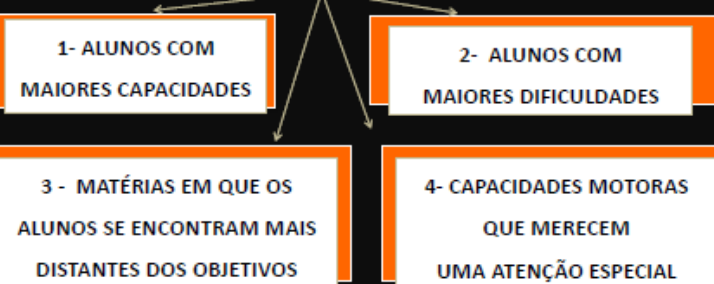 1- ALUNOS COM
MAIORES CAPACIDADES
2- ALUNOS COM
MAIORES DIFICULDADES
3 - MATÉRIAS EM QUE OS
ALUNOS SE ENCONTRAM MAIS
DISTANTES DOS OBJETIVOS
4- CAPACIDADES MOTORAS
QUE MERECEM
UMA ATENÇÃO ESPECIAL